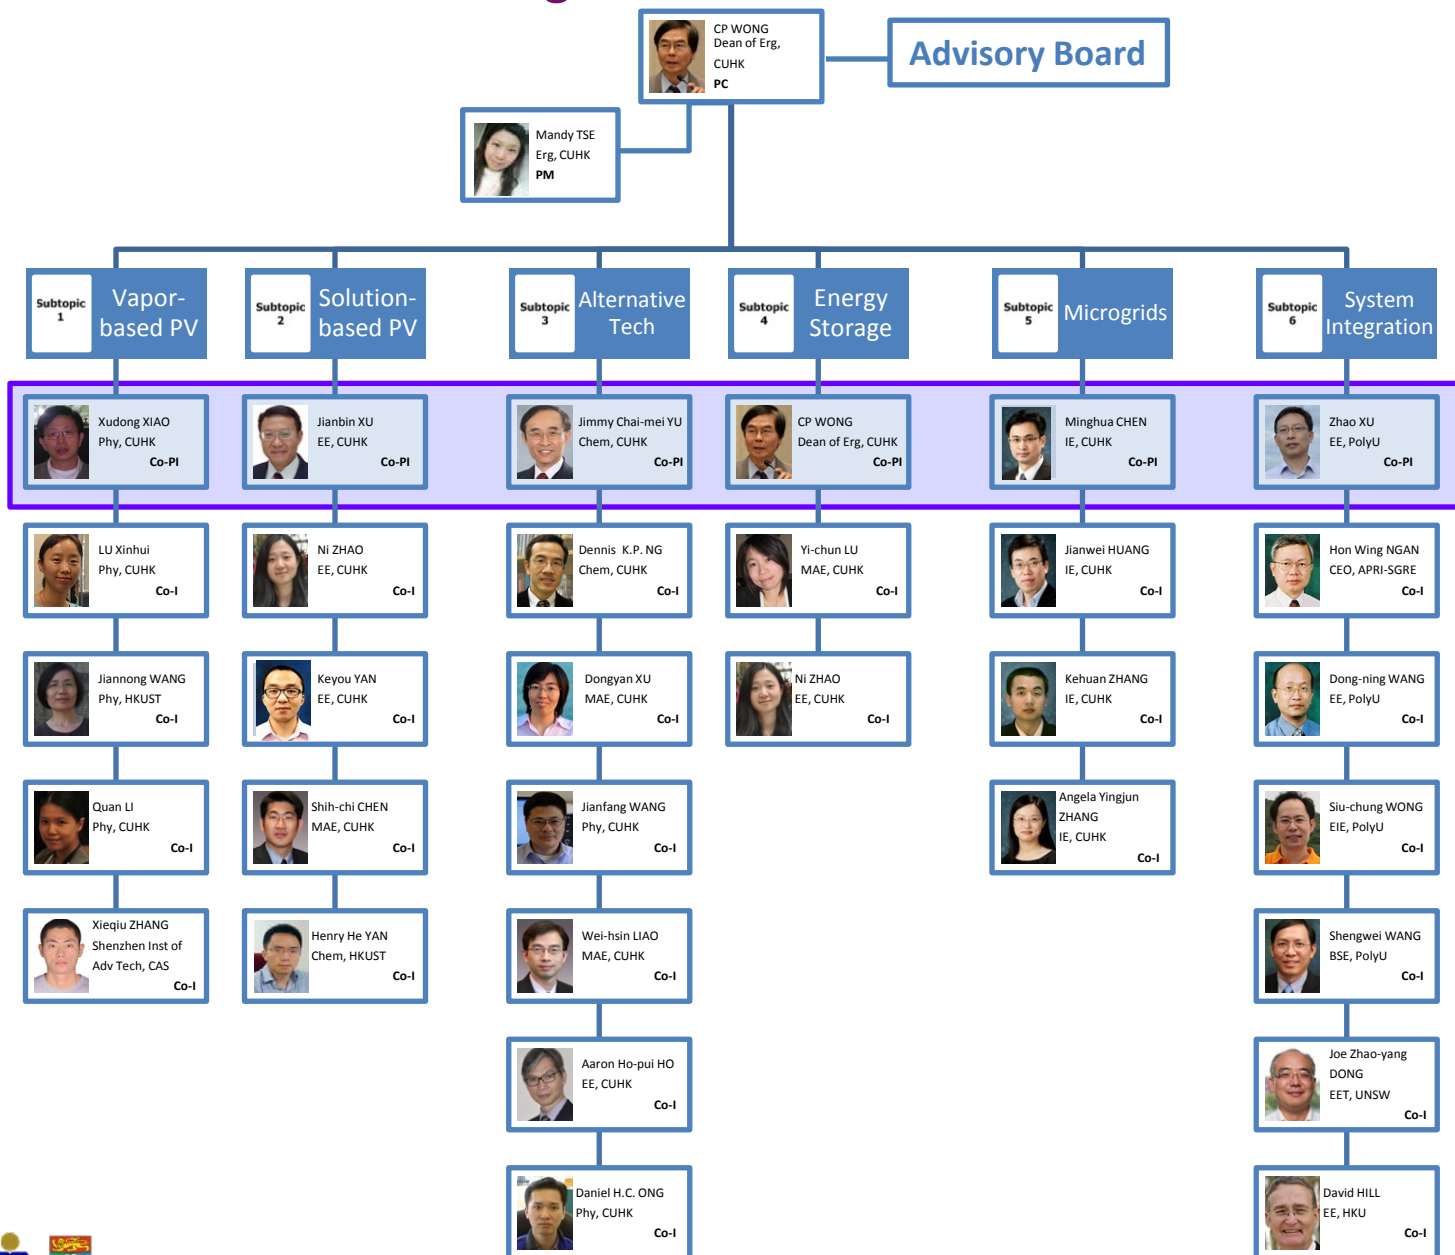 CP WONG
Dean of Erg,
CUHK
PC
Advisory Board
Mandy TSE
Erg, CUHK
PM
Subtopic
1
Vapor-
based PV
Subtopic
2
Solution-
based PV
Subtopic
3
Alternative
Tech
Subtopic
4
Energy
Storage
Subtopic
5
Microgrids
Subtopic
6
System
Integration
Xudong XIAO
Phy, CUHK
Co-PI
Jianbin XU
EE, CUHK
Co-PI
Jimmy Chai-mei YU
Chem, CUHK
Co-PI
CP WONG
Dean of Erg, CUHK
Co-PI
Minghua CHEN
IE, CUHK
Co-PI
Zhao XU
EE, PolyU
Co-PI
LU Xinhui
Phy, CUHK
Co-I
Ni ZHAO
EE, CUHK
Co-I
Dennis K.P. NG
Chem, CUHK
Co-I
Yi-chun LU
MAE, CUHK
Co-I
Jianwei HUANG
IE, CUHK
Co-I
Hon Wing NGAN
CEO, APRI-SGRE
Co-I
Jiannong WANG
Phy, HKUST
Co-I
Keyou YAN
EE, CUHK
Co-I
Dongyan XU
MAE, CUHK
Co-I
Ni ZHAO
EE, CUHK
Co-I
Kehuan ZHANG
IE, CUHK
Co-I
Dong-ning WANG
EE, PolyU
Co-I
Quan LI
Phy, CUHK
Co-I
Shih-chi CHEN
MAE, CUHK
Co-I
Jianfang WANG
Phy, CUHK
Co-I
Angela Yingjun
ZHANG
IE, CUHK
Co-I
Siu-chung WONG
EIE, PolyU
Co-I
Xieqiu ZHANG
Shenzhen Inst of
Adv Tech, CAS
Co-I
Henry He YAN
Chem, HKUST
Co-I
Wei-hsin LIAO
MAE, CUHK
Co-I
Shengwei WANG
BSE, PolyU
Co-I
Aaron Ho-pui HO
EE, CUHK
Co-I
Joe Zhao-yang
DONG
EET, UNSW
Co-I
Daniel H.C. ONG
Phy, CUHK
Co-I
David HILL
EE, HKU
Co-I